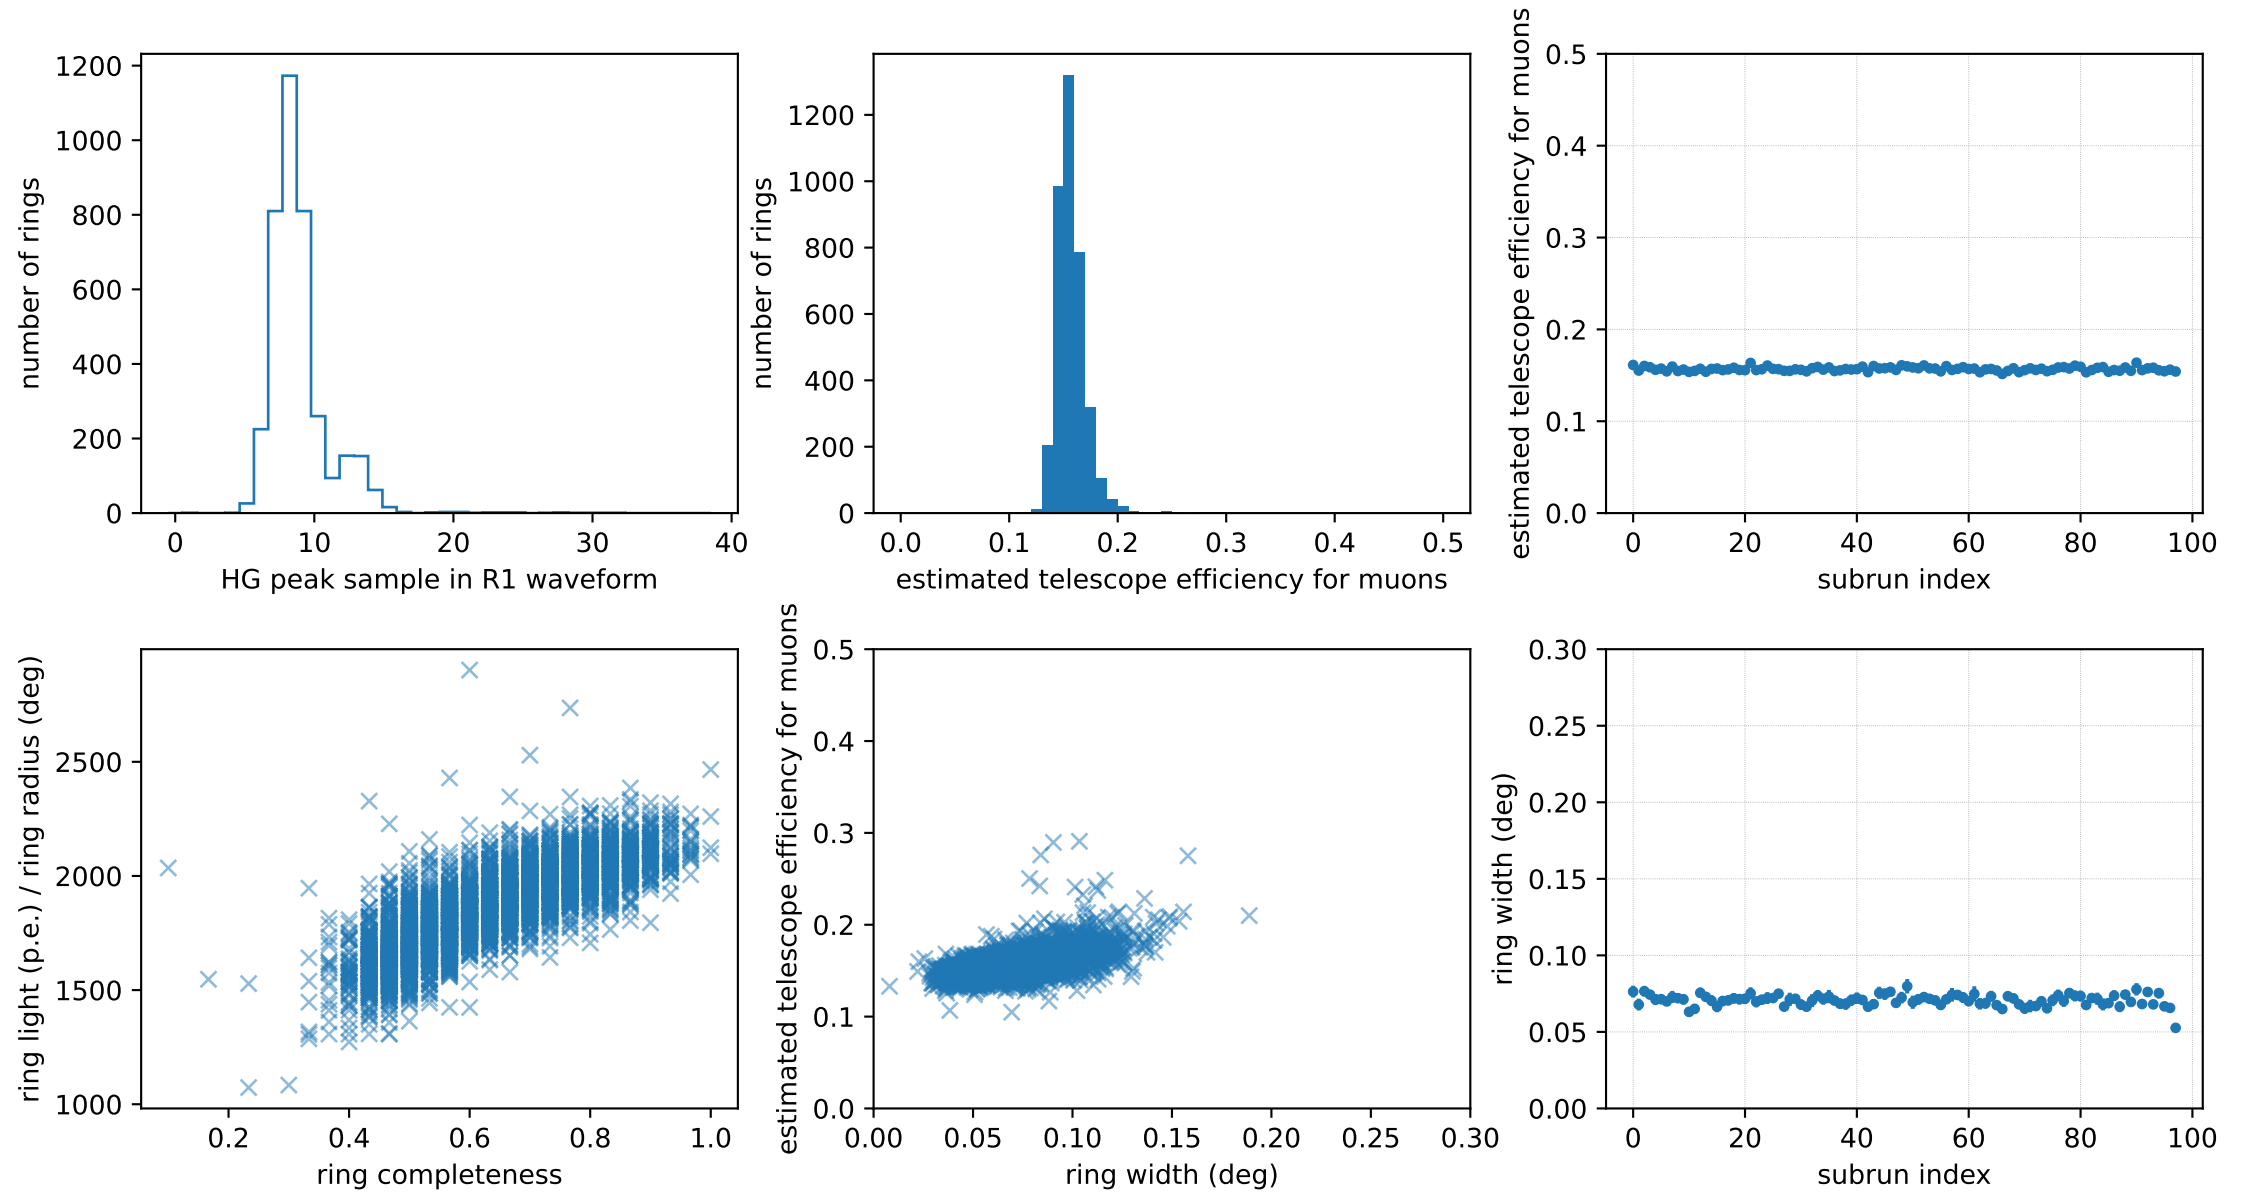 number of rings
1200
1000
800
600
400
200
0
0 10 20 30 40
HG peak sample in R1 waveform
number of rings
1200
1000
800
600
400
200
0
0.0 0.1 0.2 0.3 0.4 0.5
estimated telescope efficiency for muons
estimated telescope efficiency for muons
0.5
0.4
0.3
0.2
0.1
0.0
0 20 40 60 80 100
subrun index
ring light (p.e.) / ring radius (deg)
2500
2000
1500
1000
0.2 0.4 0.6 0.8 1.0
ring completeness
estimated telescope efficiency for muons
0.5
0.4
0.3
0.2
0.1
0.0
0.00 0.05 0.10 0.15 0.20 0.25 0.30
ring width (deg)
ring width (deg)
0.30
0.25
0.20
0.15
0.10
0.05
0.00
0 20 40 60 80 100
subrun index